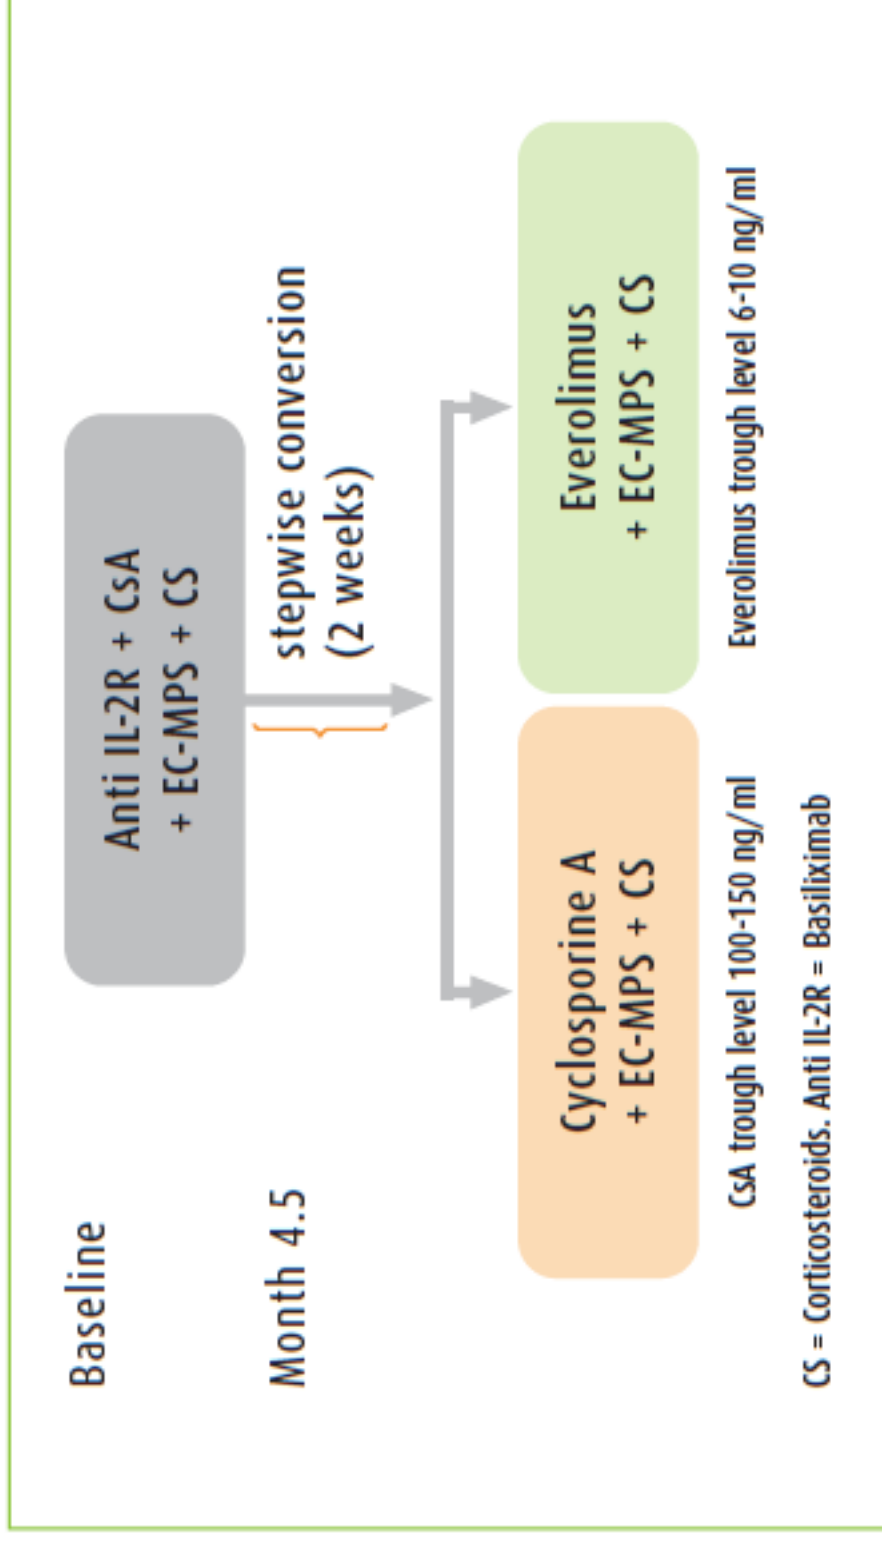 Baseline
Anti IL-2R + CsA
+ EC-MPS + CS
Month 4.5
stepwise conversion
(2 weeks)
Cyclosporine A
+ EC-MPS + CS
Everolimus
+ EC-MPS + CS
CsA trough level 100-150 ng/ml
Everolimus trough level 6-10 ng/ml
CS = Corticosteroids. Anti IL-2R = Basiliximab